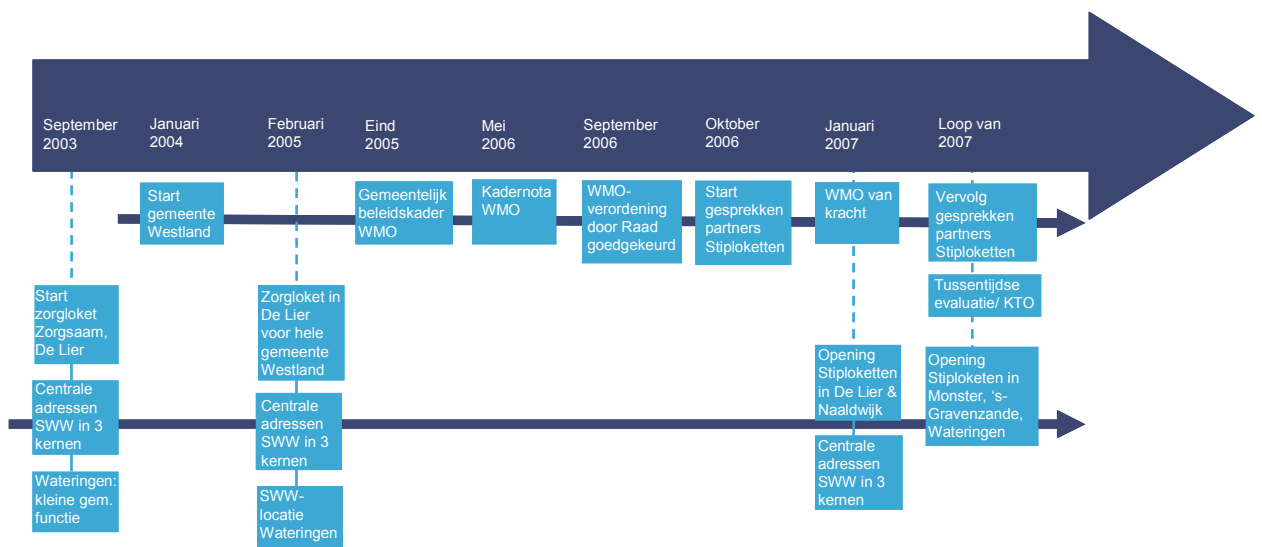 September
2003
Januari
2004
Februari
2005
Eind
2005
Mei
2006
September
2006
Oktober
2006
Januari
2007
Loop van
2007
Start
gemeente
Westland
Gemeentelijk
beleidskader
WMO
Kadernota
WMO
WMO-
verordening
door Raad
goedgekeurd
Start
gesprekken
partners
Stiploketten
WMO van
kracht
Vervolg
gesprekken
partners
Stiploketten
Tussentijdse
evaluatie/ KTO
Start
zorgloket
Zorgsaam,
De Lier
Centrale
adressen
SWW in 3
kernen
Wateringen:
kleine gem.
functie
Zorgloket in
De Lier
voor hele
gemeente
Westland
Centrale
adressen
SWW in 3
kernen
SWW-
locatie
Wateringen
Opening
Stiploketten
in De Lier &
Naaldwijk
Centrale
adressen
SWW in 3
kernen
Opening
Stiploketen in
Monster, ‘s-
Gravenzande,
Wateringen